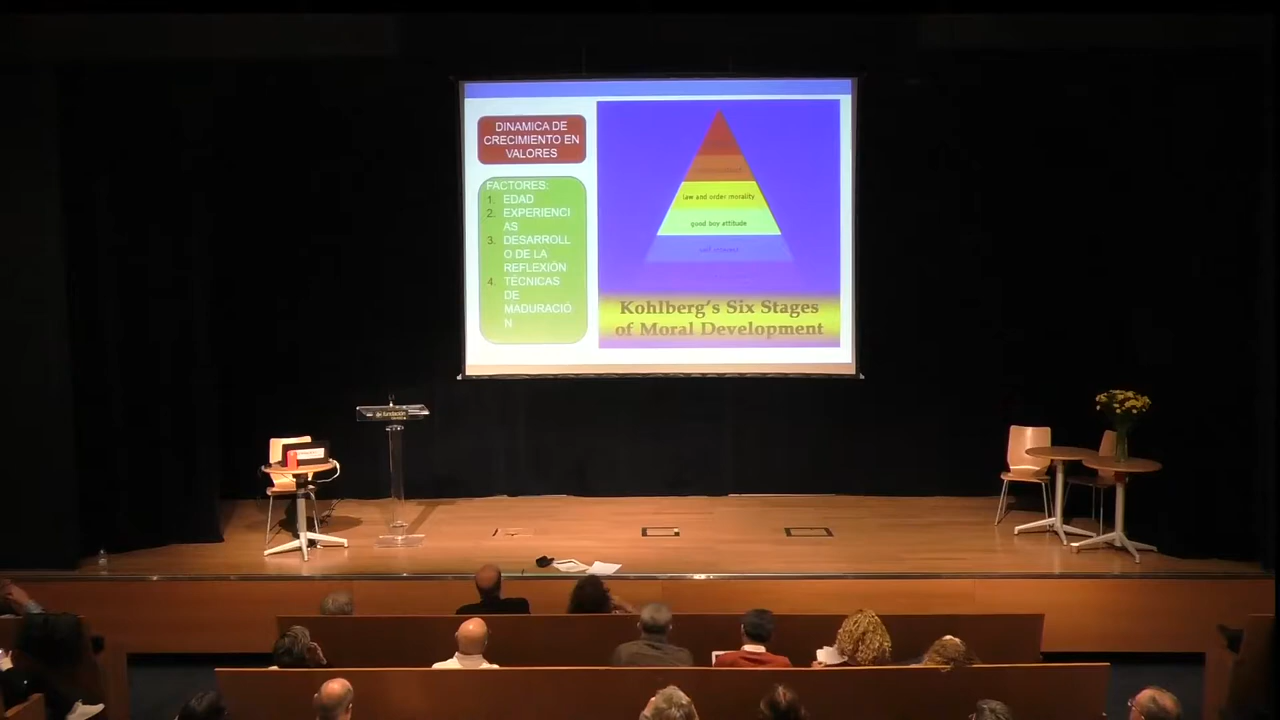 DINAMICA DE
CRECIMIENTO EN
VALORES
FACTORES:
1. EDAD
2. EXPERIENCI
AS
3. DESARROLL
O DE LA
REFLEXIÓN
4. TÉCNICAS
DE
MADURACIÓ
N
law and order morality
good boy attitude
Kohlberg's Six Stages
of Moral Development
fundación